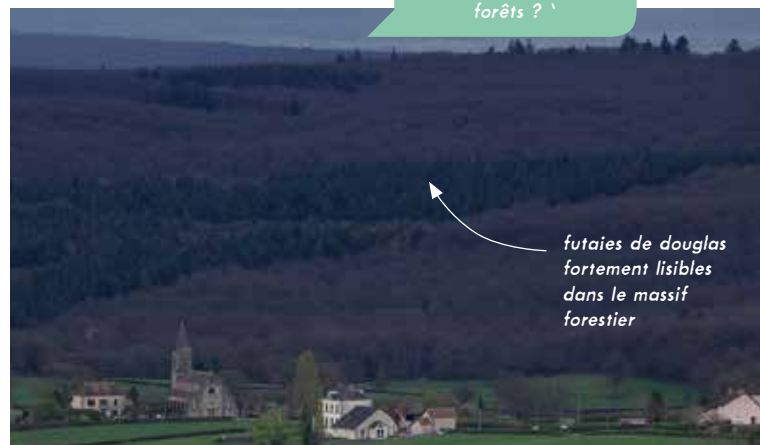 forêts ? `
futaies de douglas
fortement lisibles
dans le massif
forestier